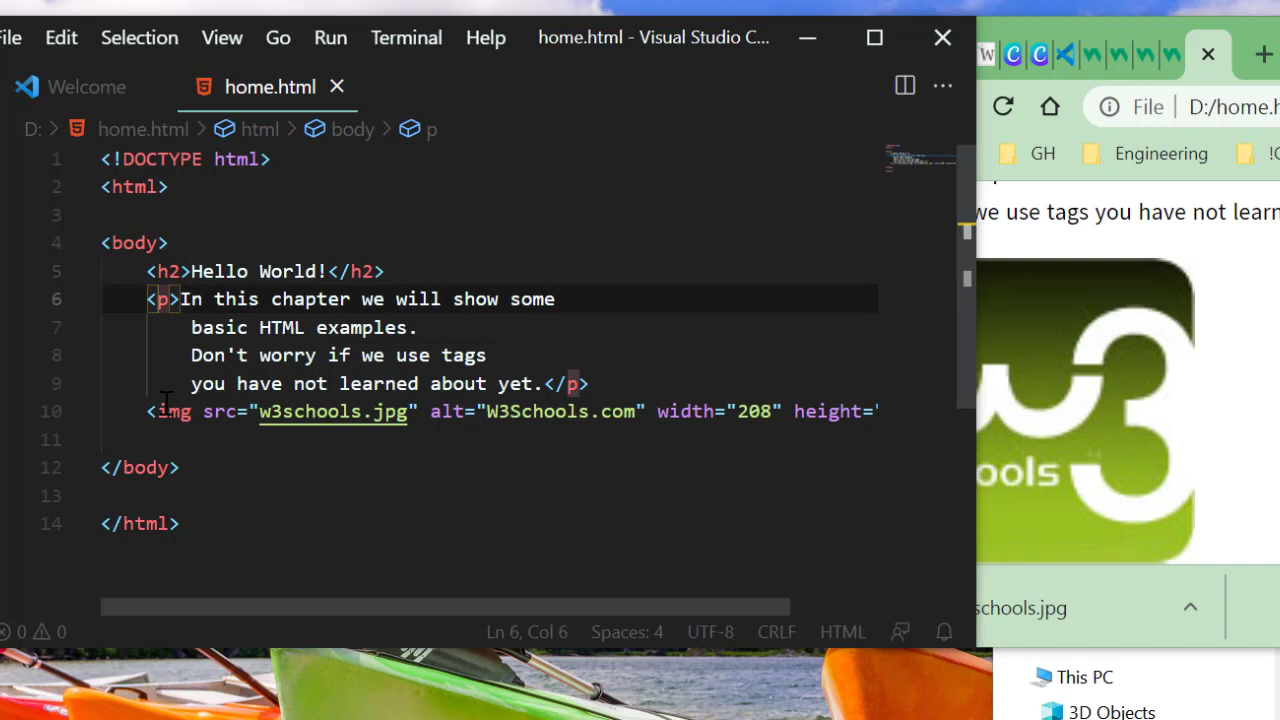 File Edit Selection View Go Run Terminal Help home.html - Visual Studio C...
Welcome home.html
D: > home.html > html > body > p
1 <!DOCTYPE html>
2 <html>
3
4 <body>
5 <h2>Hello World!</h2>
6 <p>In this chapter we will show some
7 basic HTML examples.
8 Don't worry if we use tags
9 you have not learned about yet.</p>
10 <img src="w3schools.jpg" alt="W3Schools.com" width="208" height="
11
12 </body>
13
14 </html>
0 0 Ln 6, Col 6 Spaces: 4 UTF-8 CRLF HTML
W
File D:/home.h
GH Engineering !C
we use tags you have not learn
w3
ools
schools.jpg
This PC
3D Objects